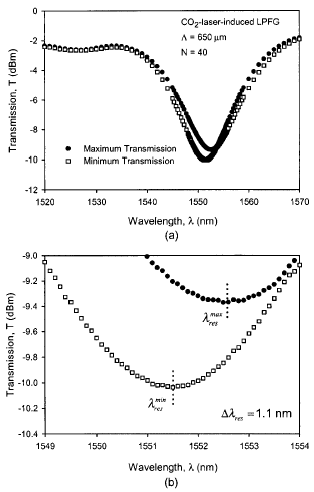 CO2-laser-induced LPFG
Λ = 650 μm
N = 40
Transmission, T (dBm)
0
-2
-4
-6
-8
-10
-12
● Maximum Transmission
□ Minimum Transmission
1520 1530 1540 1550 1560 1570
Wavelength, λ (nm)
(a)
Transmission, T (dBm)
-9.0
-9.2
-9.4
-9.6
-9.8
-10.0
-10.2
-10.4
λ_res^max
λ_res^min
Δλ_res = 1.1 nm
1549 1550 1551 1552 1553 1554
Wavelength, λ (nm)
(b)